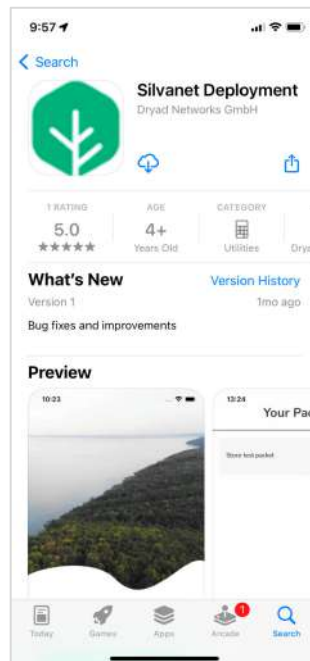 9:57
Search
Silvanet Deployment
Dryad Networks GmbH
1 RATING
AGE
CATEGORY
5.0
4+
★★★★★
Years Old
Utilities
Drya
What's New
Version History
Version 1
1mo ago
Bug fixes and improvements
Preview
10:23
13:24
Your Pac
Store test packet
Today
Games
Apps
Arcade
1
Search